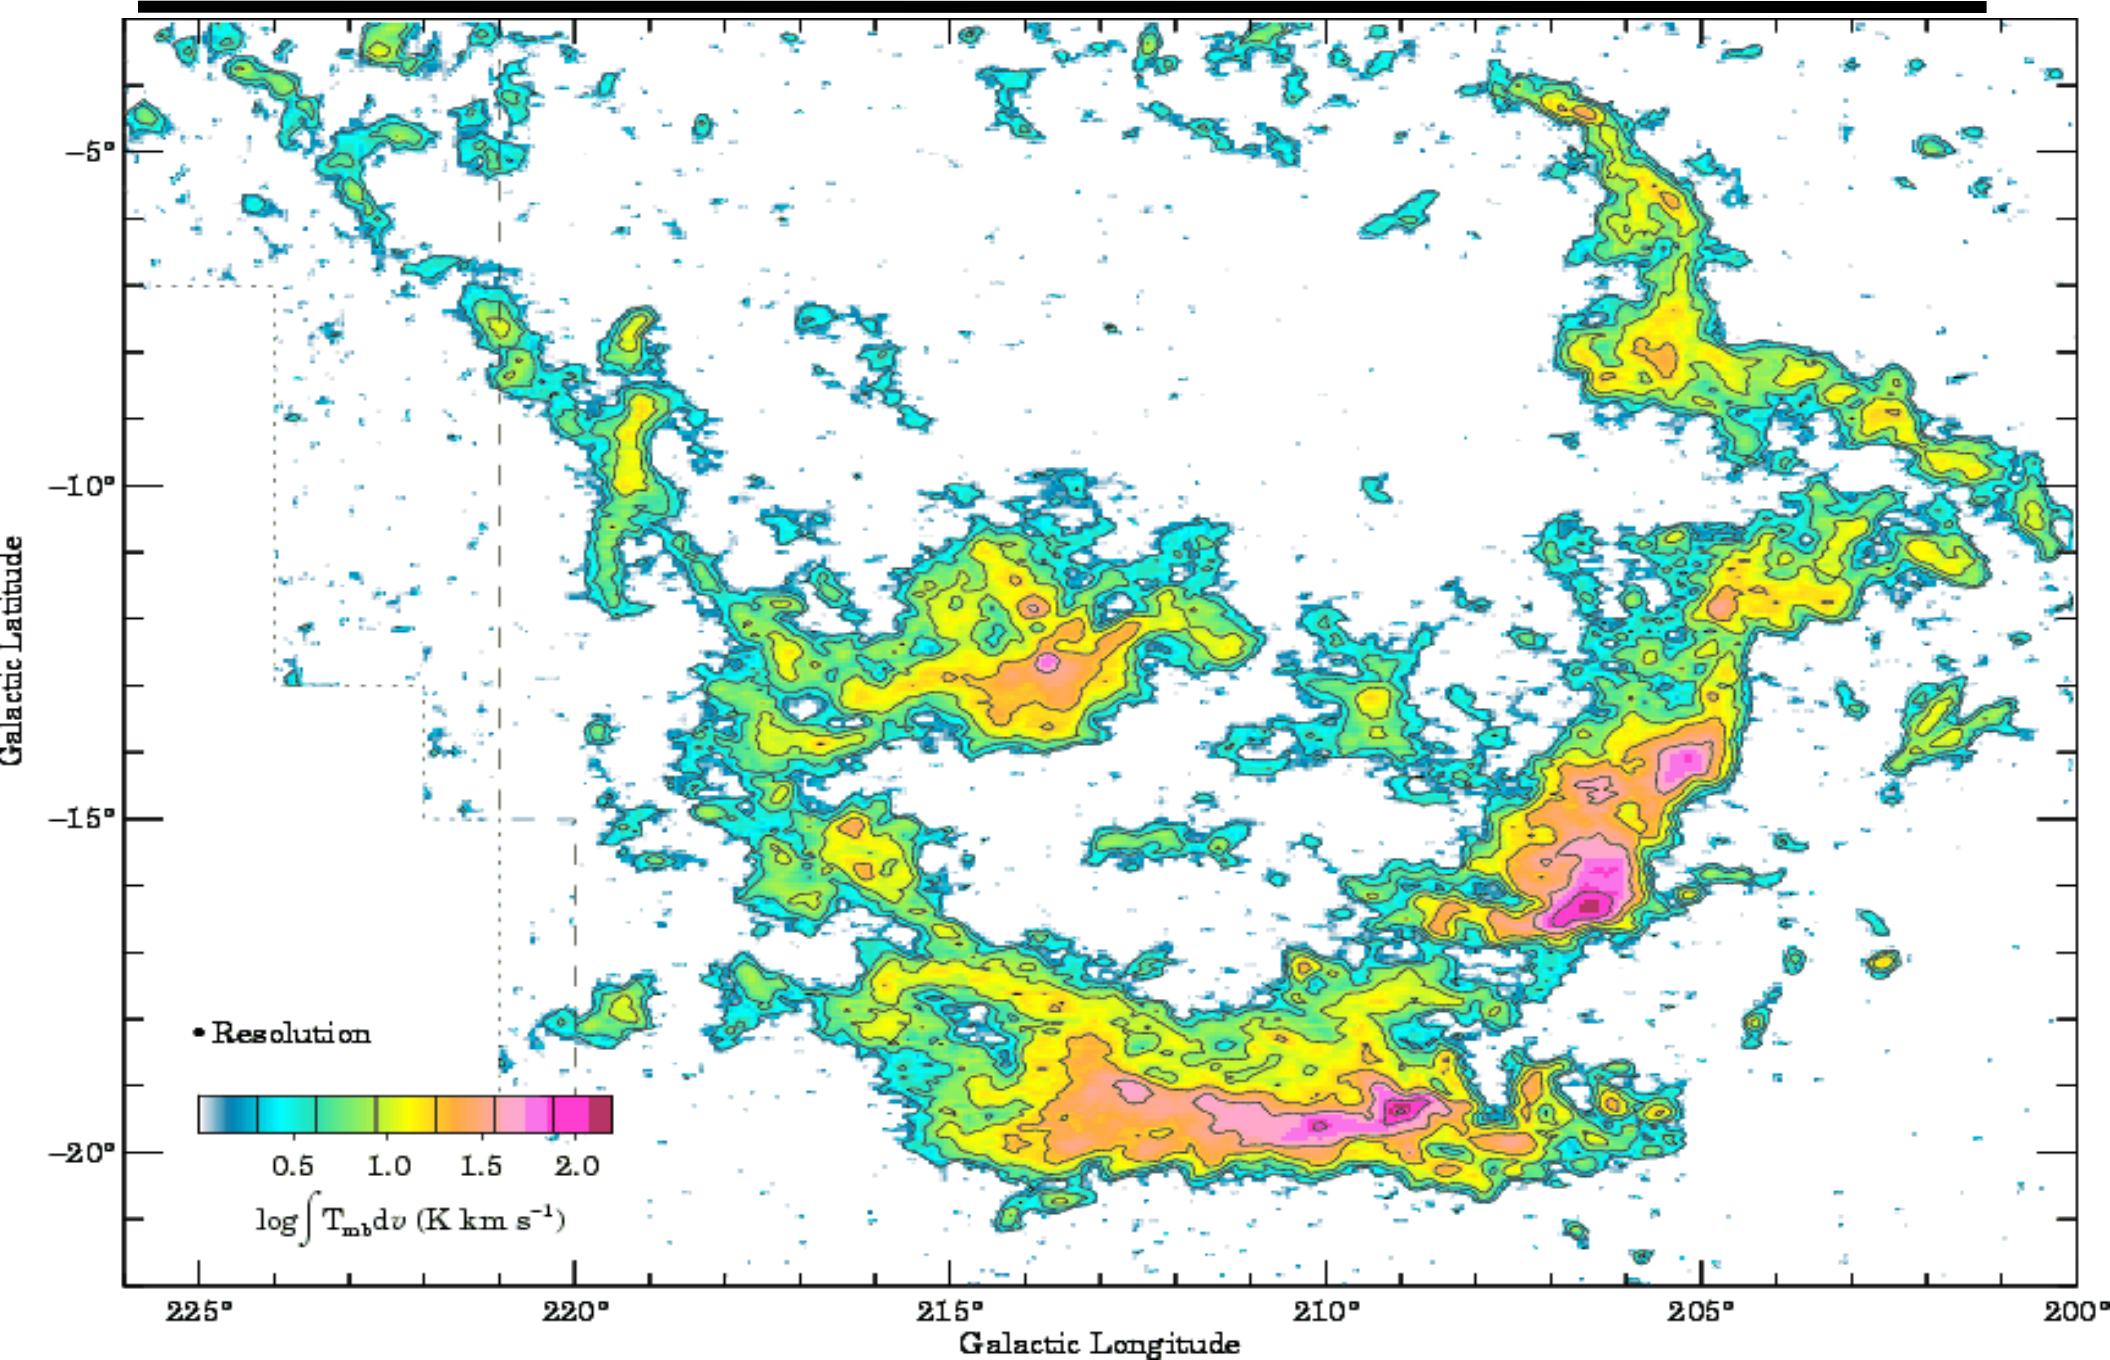 −5°
−10°
−15°
−20°
Galactic Latitude
Resolution
0.5 1.0 1.5 2.0
log∫T_mb dv (K km s⁻¹)
225° 220° 215° 210° 205° 200°
Galactic Longitude